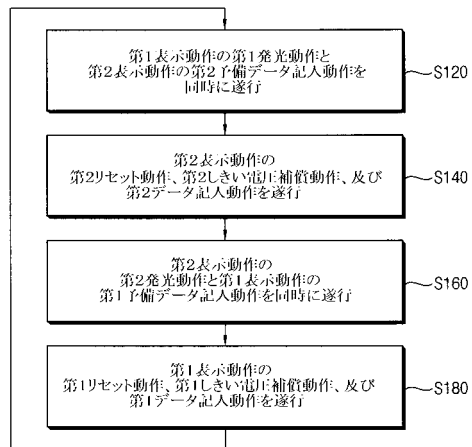 第1表示動作の第1発光動作と
第2表示動作の第2予備データ記入動作を
同時に遂行
S120
第2表示動作の
第2リセット動作、第2しきい電圧補償動作、及び
第2データ記入動作を遂行
S140
第2表示動作の
第2発光動作と第1表示動作の
第1予備データ記入動作を同時に遂行
S160
第1表示動作の
第1リセット動作、第1しきい電圧補償動作、及び
第1データ記入動作を遂行
S180